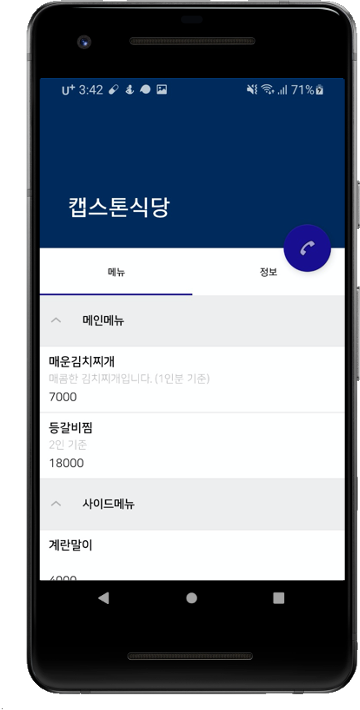 U⁺ 3:42 71%
캡스톤식당
메뉴 정보
메인메뉴
매운김치찌개
매콤한 김치찌개입니다. (1인분 기준)
7000
등갈비찜
2인 기준
18000
사이드메뉴
계란말이
4000